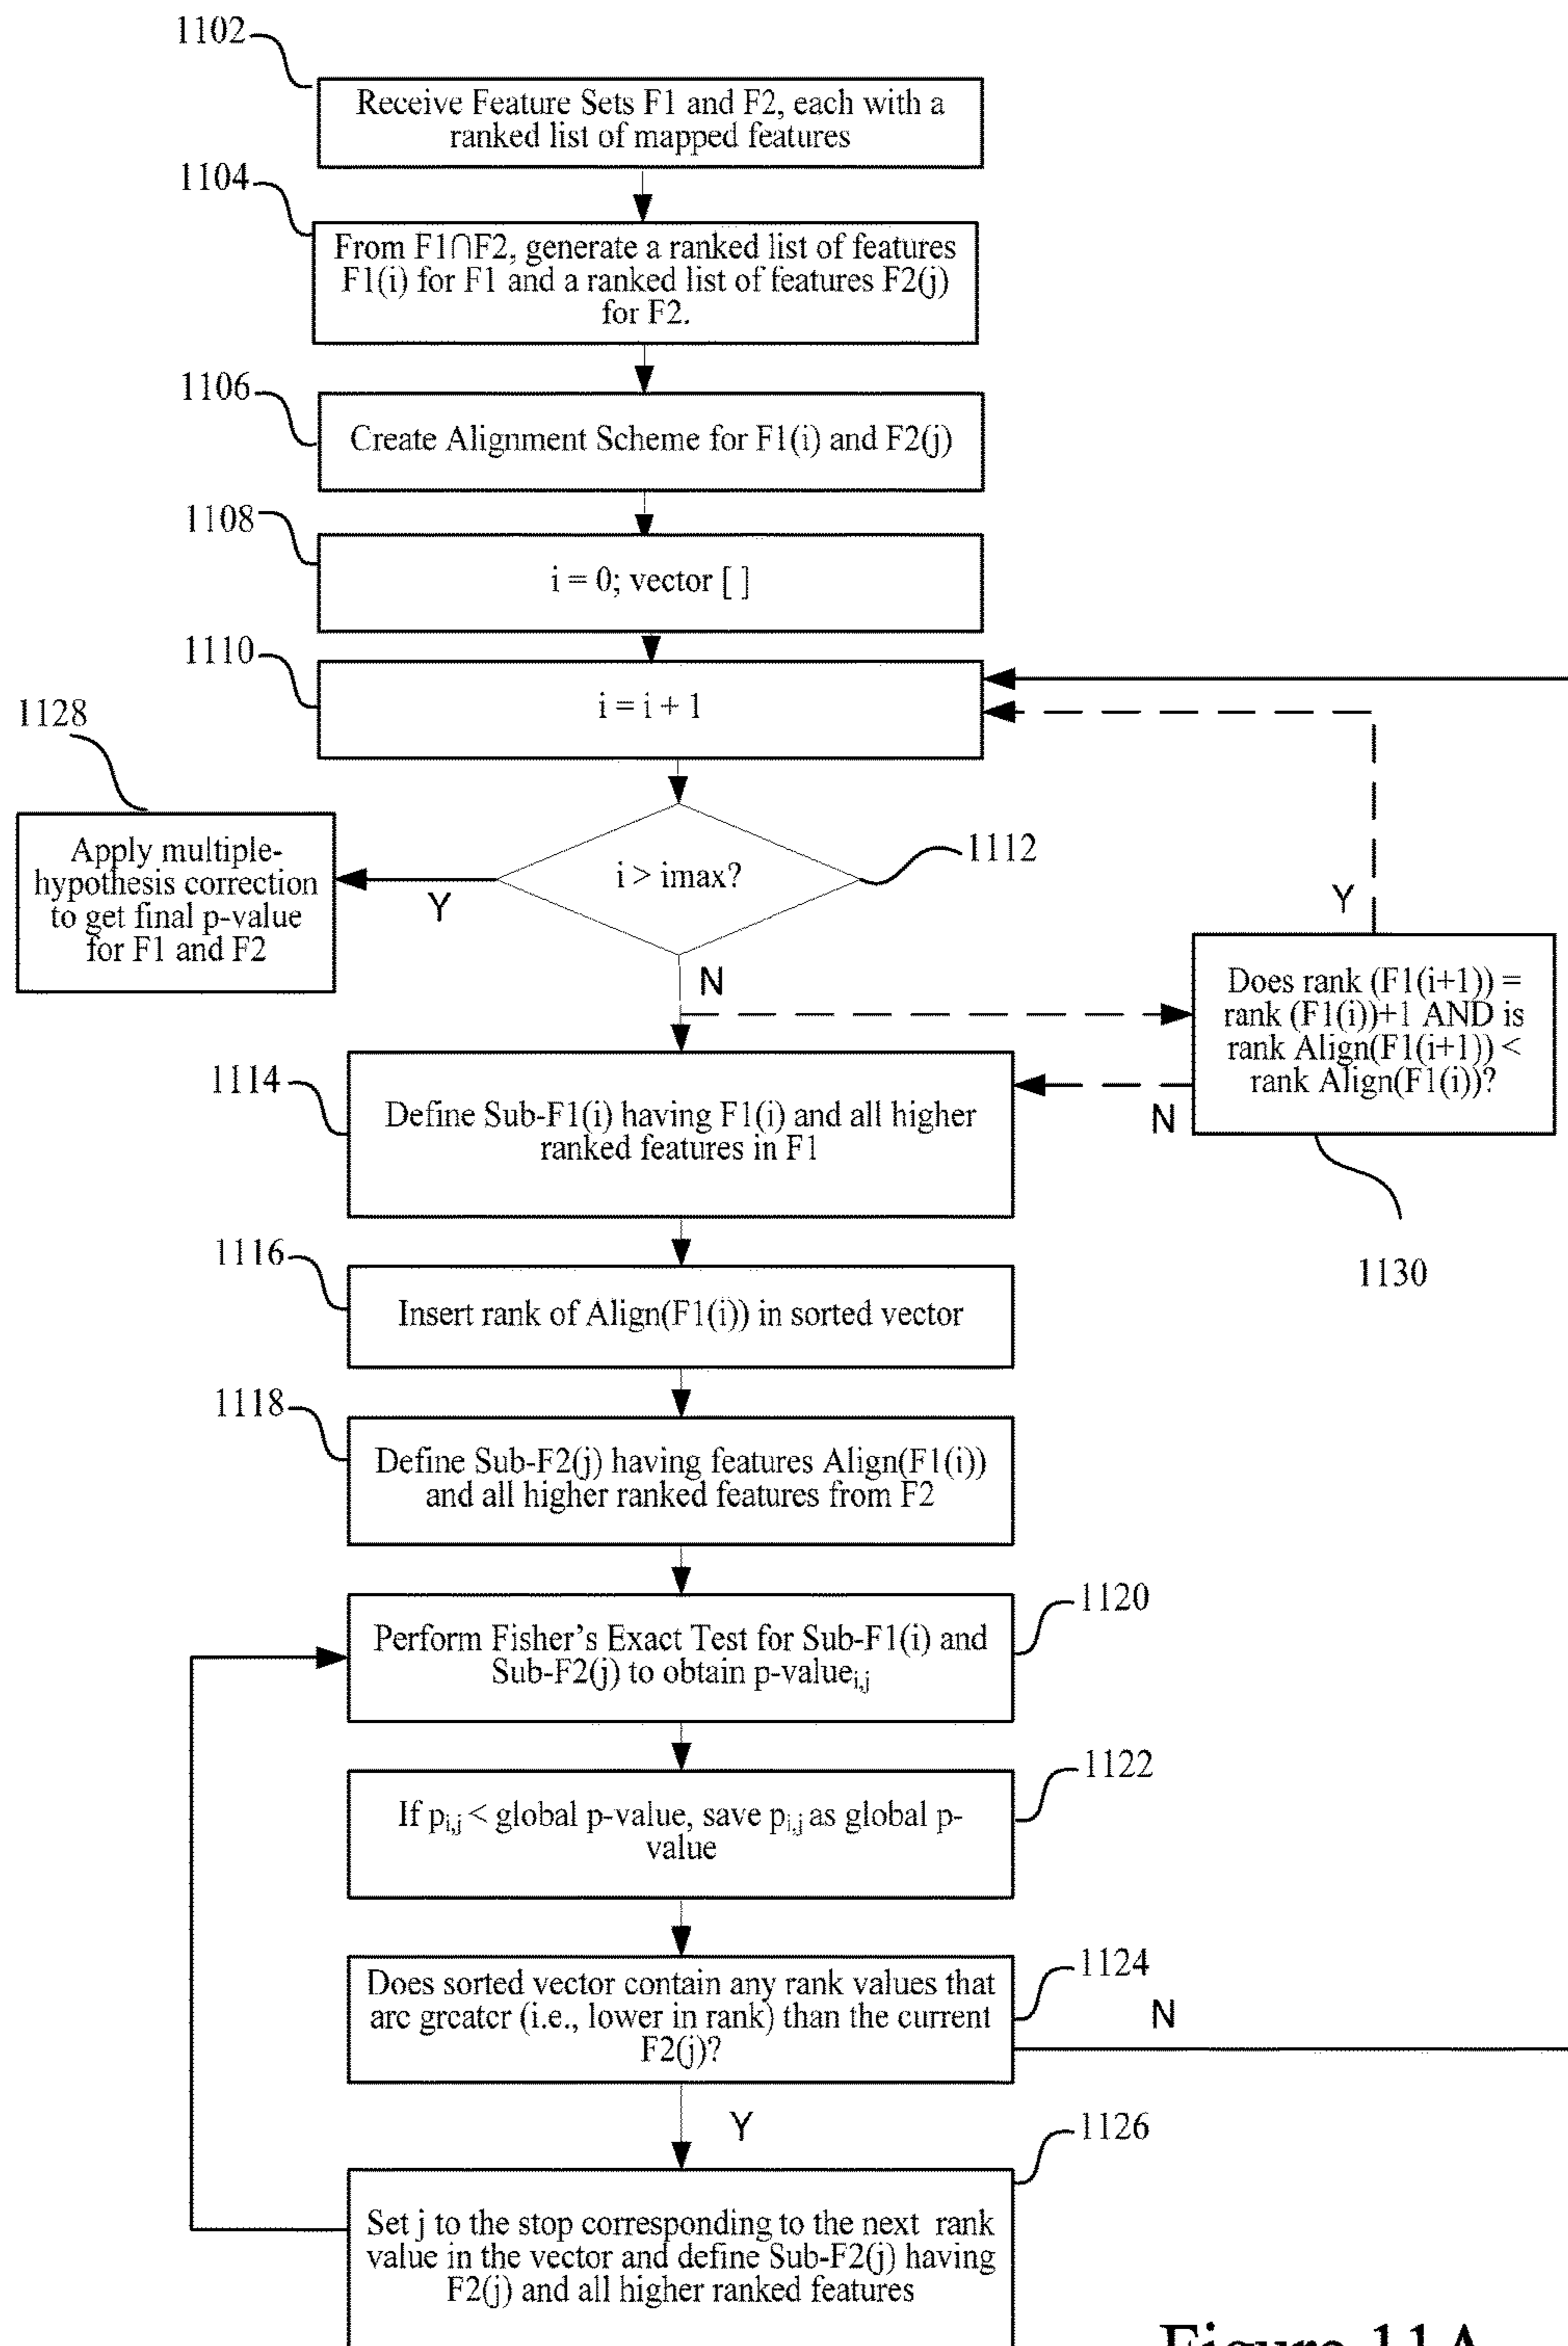 1102
Receive Feature Sets F1 and F2, each with a
ranked list of mapped features
1104
From F1∩F2, generate a ranked list of features
F1(i) for F1 and a ranked list of features F2(j)
for F2.
1106
Create Alignment Scheme for F1(i) and F2(j)
1108
i = 0; vector [ ]
1110
i = i + 1
1128
Apply multiple-
hypothesis correction
to get final p-value
for F1 and F2
Y
i > imax?
1112
N
Y
Does rank (F1(i+1)) =
rank (F1(i))+1 AND is
rank Align(F1(i+1)) <
rank Align(F1(i))?
N
1130
1114
Define Sub-F1(i) having F1(i) and all higher
ranked features in F1
1116
Insert rank of Align(F1(i)) in sorted vector
1118
Define Sub-F2(j) having features Align(F1(i))
and all higher ranked features from F2
1120
Perform Fisher's Exact Test for Sub-F1(i) and
Sub-F2(j) to obtain p-valuei,j
1122
If pi,j < global p-value, save pi,j as global p-
value
1124
Does sorted vector contain any rank values that
are greater (i.e., lower in rank) than the current
F2(j)?
N
Y
1126
Set j to the stop corresponding to the next rank
value in the vector and define Sub-F2(j) having
F2(j) and all higher ranked features
Figure 11A